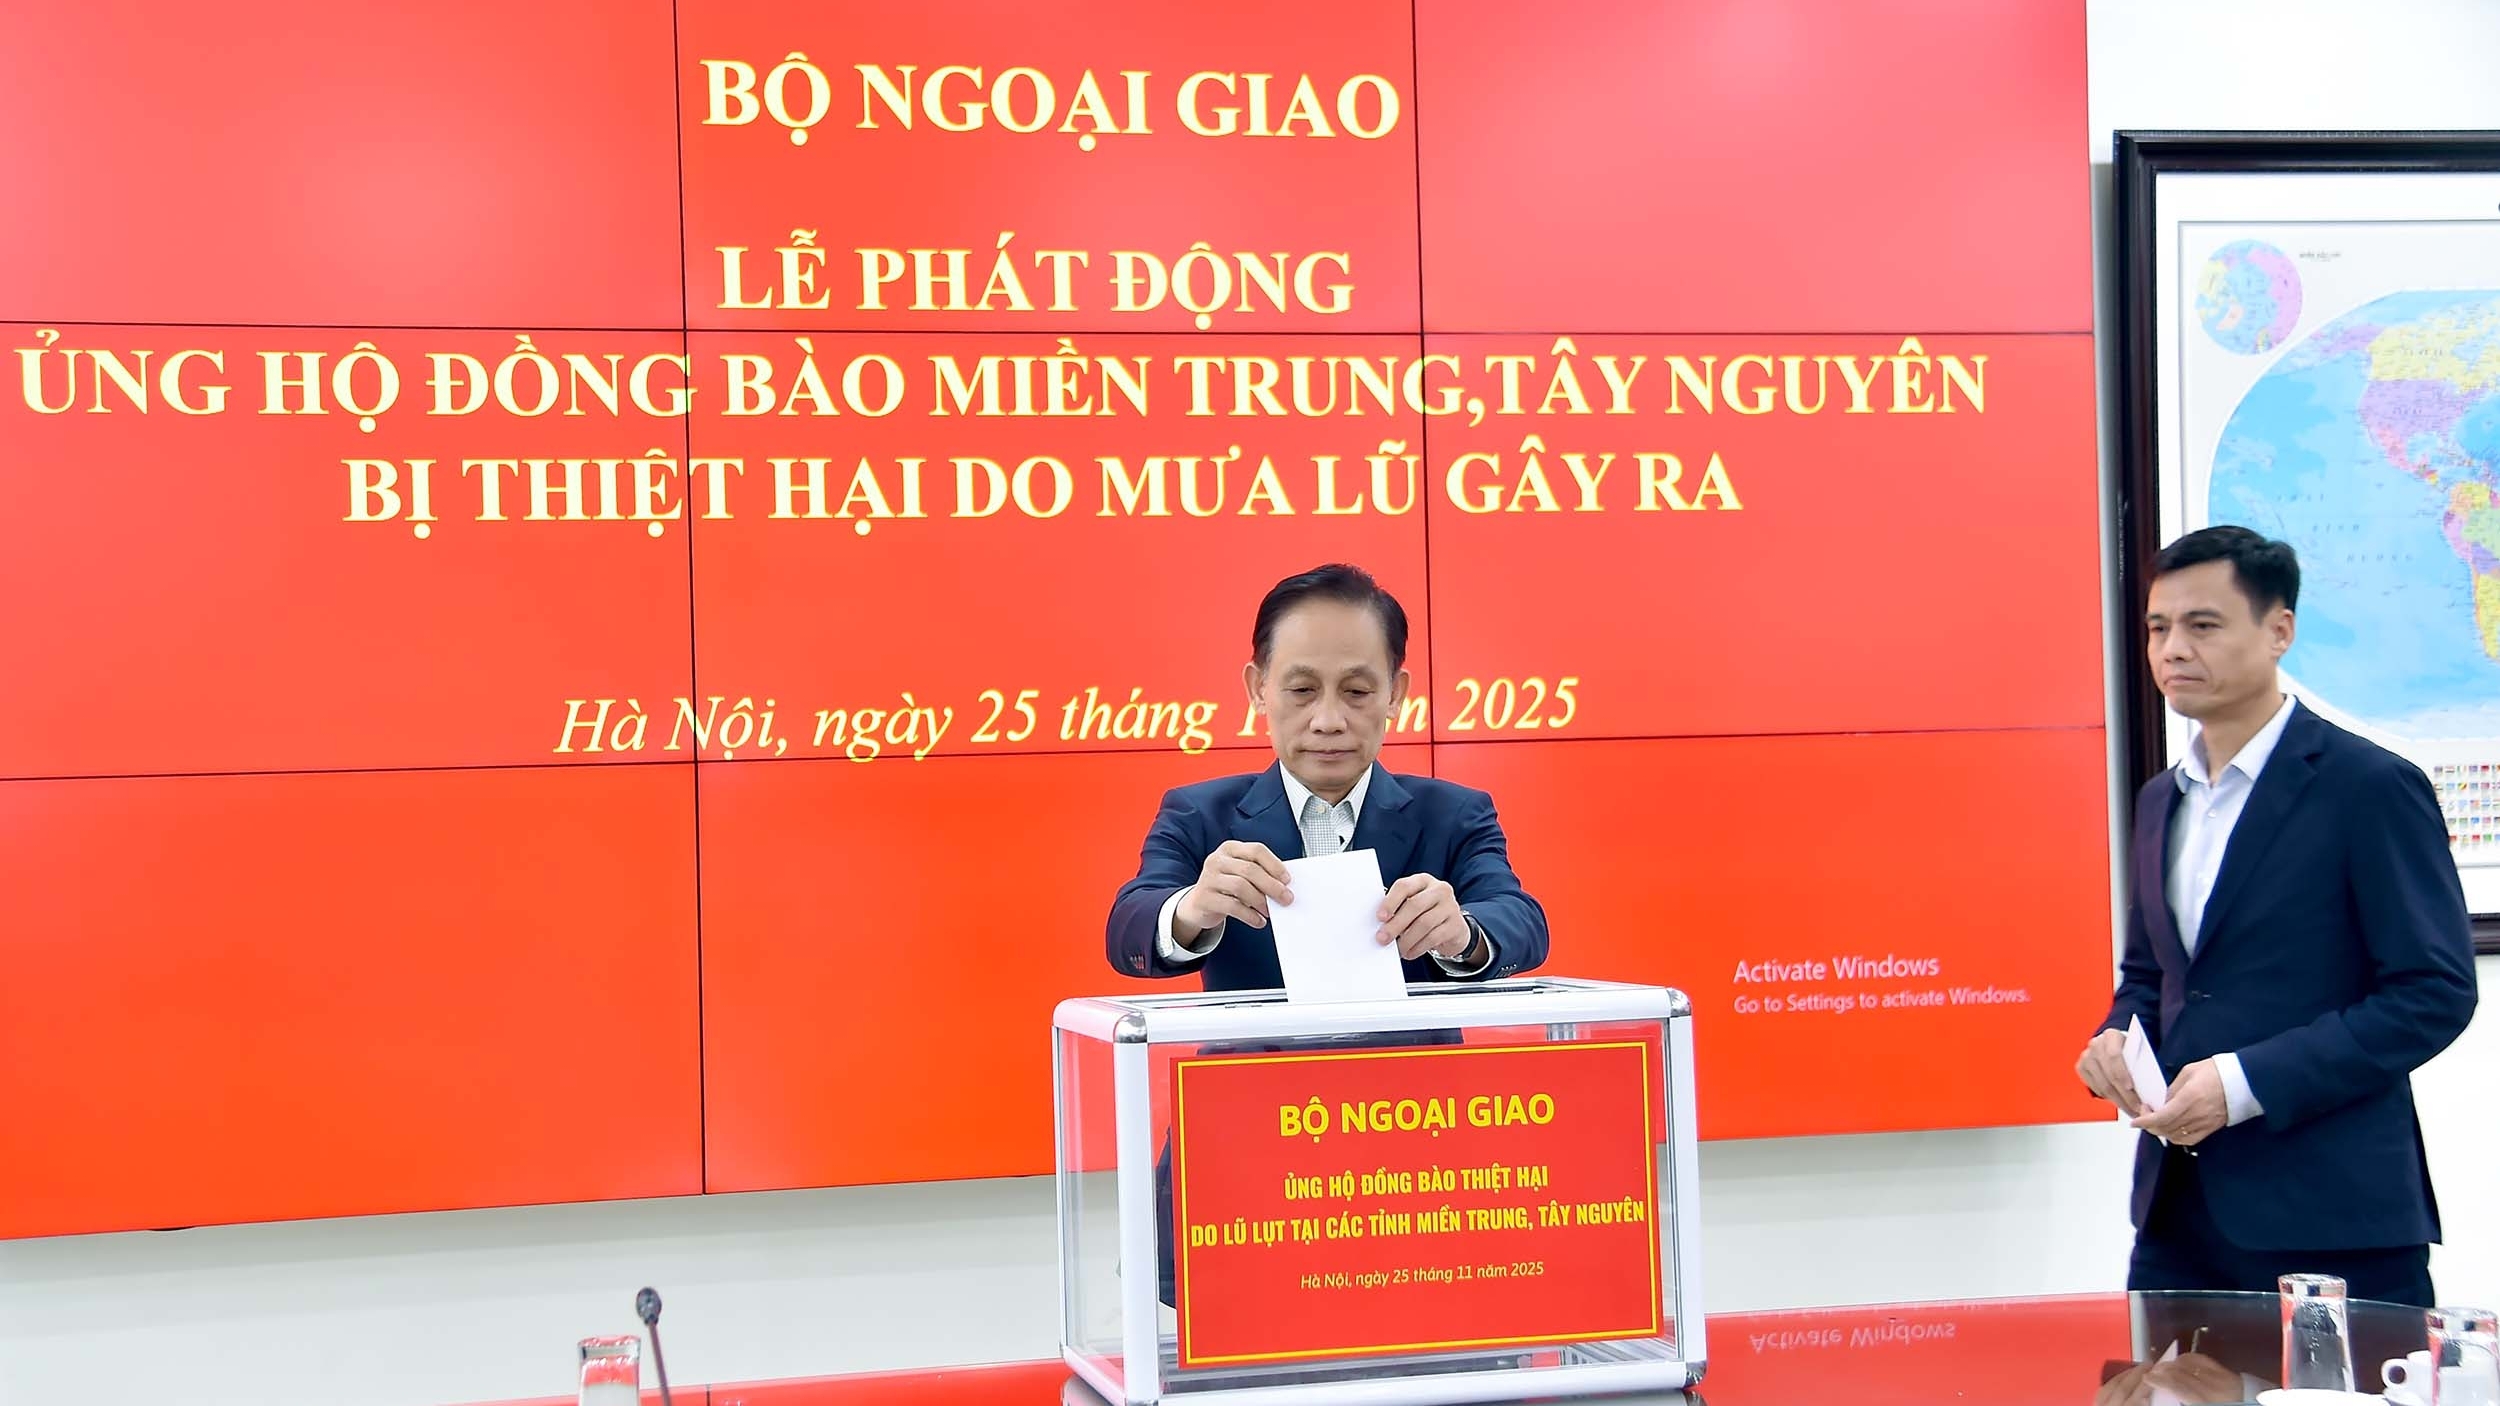 BỘ NGOẠI GIAO
LỄ PHÁT ĐỘNG
ỦNG HỘ ĐỒNG BÀO MIỀN TRUNG,TÂY NGUYÊN
BỊ THIỆT HẠI DO MƯA LŨ GÂY RA
Hà Nội, ngày 25 tháng 2025
Activate Windows
Go to Settings to activate Windows.
BỘ NGOẠI GIAO
ỦNG HỘ ĐỒNG BÀO THIỆT HẠI
DO LŨ LỤT TẠI CÁC TỈNH MIỀN TRUNG, TÂY NGUYÊN
Hà Nội, ngày 25 tháng 11 năm 2025
Activate Windows